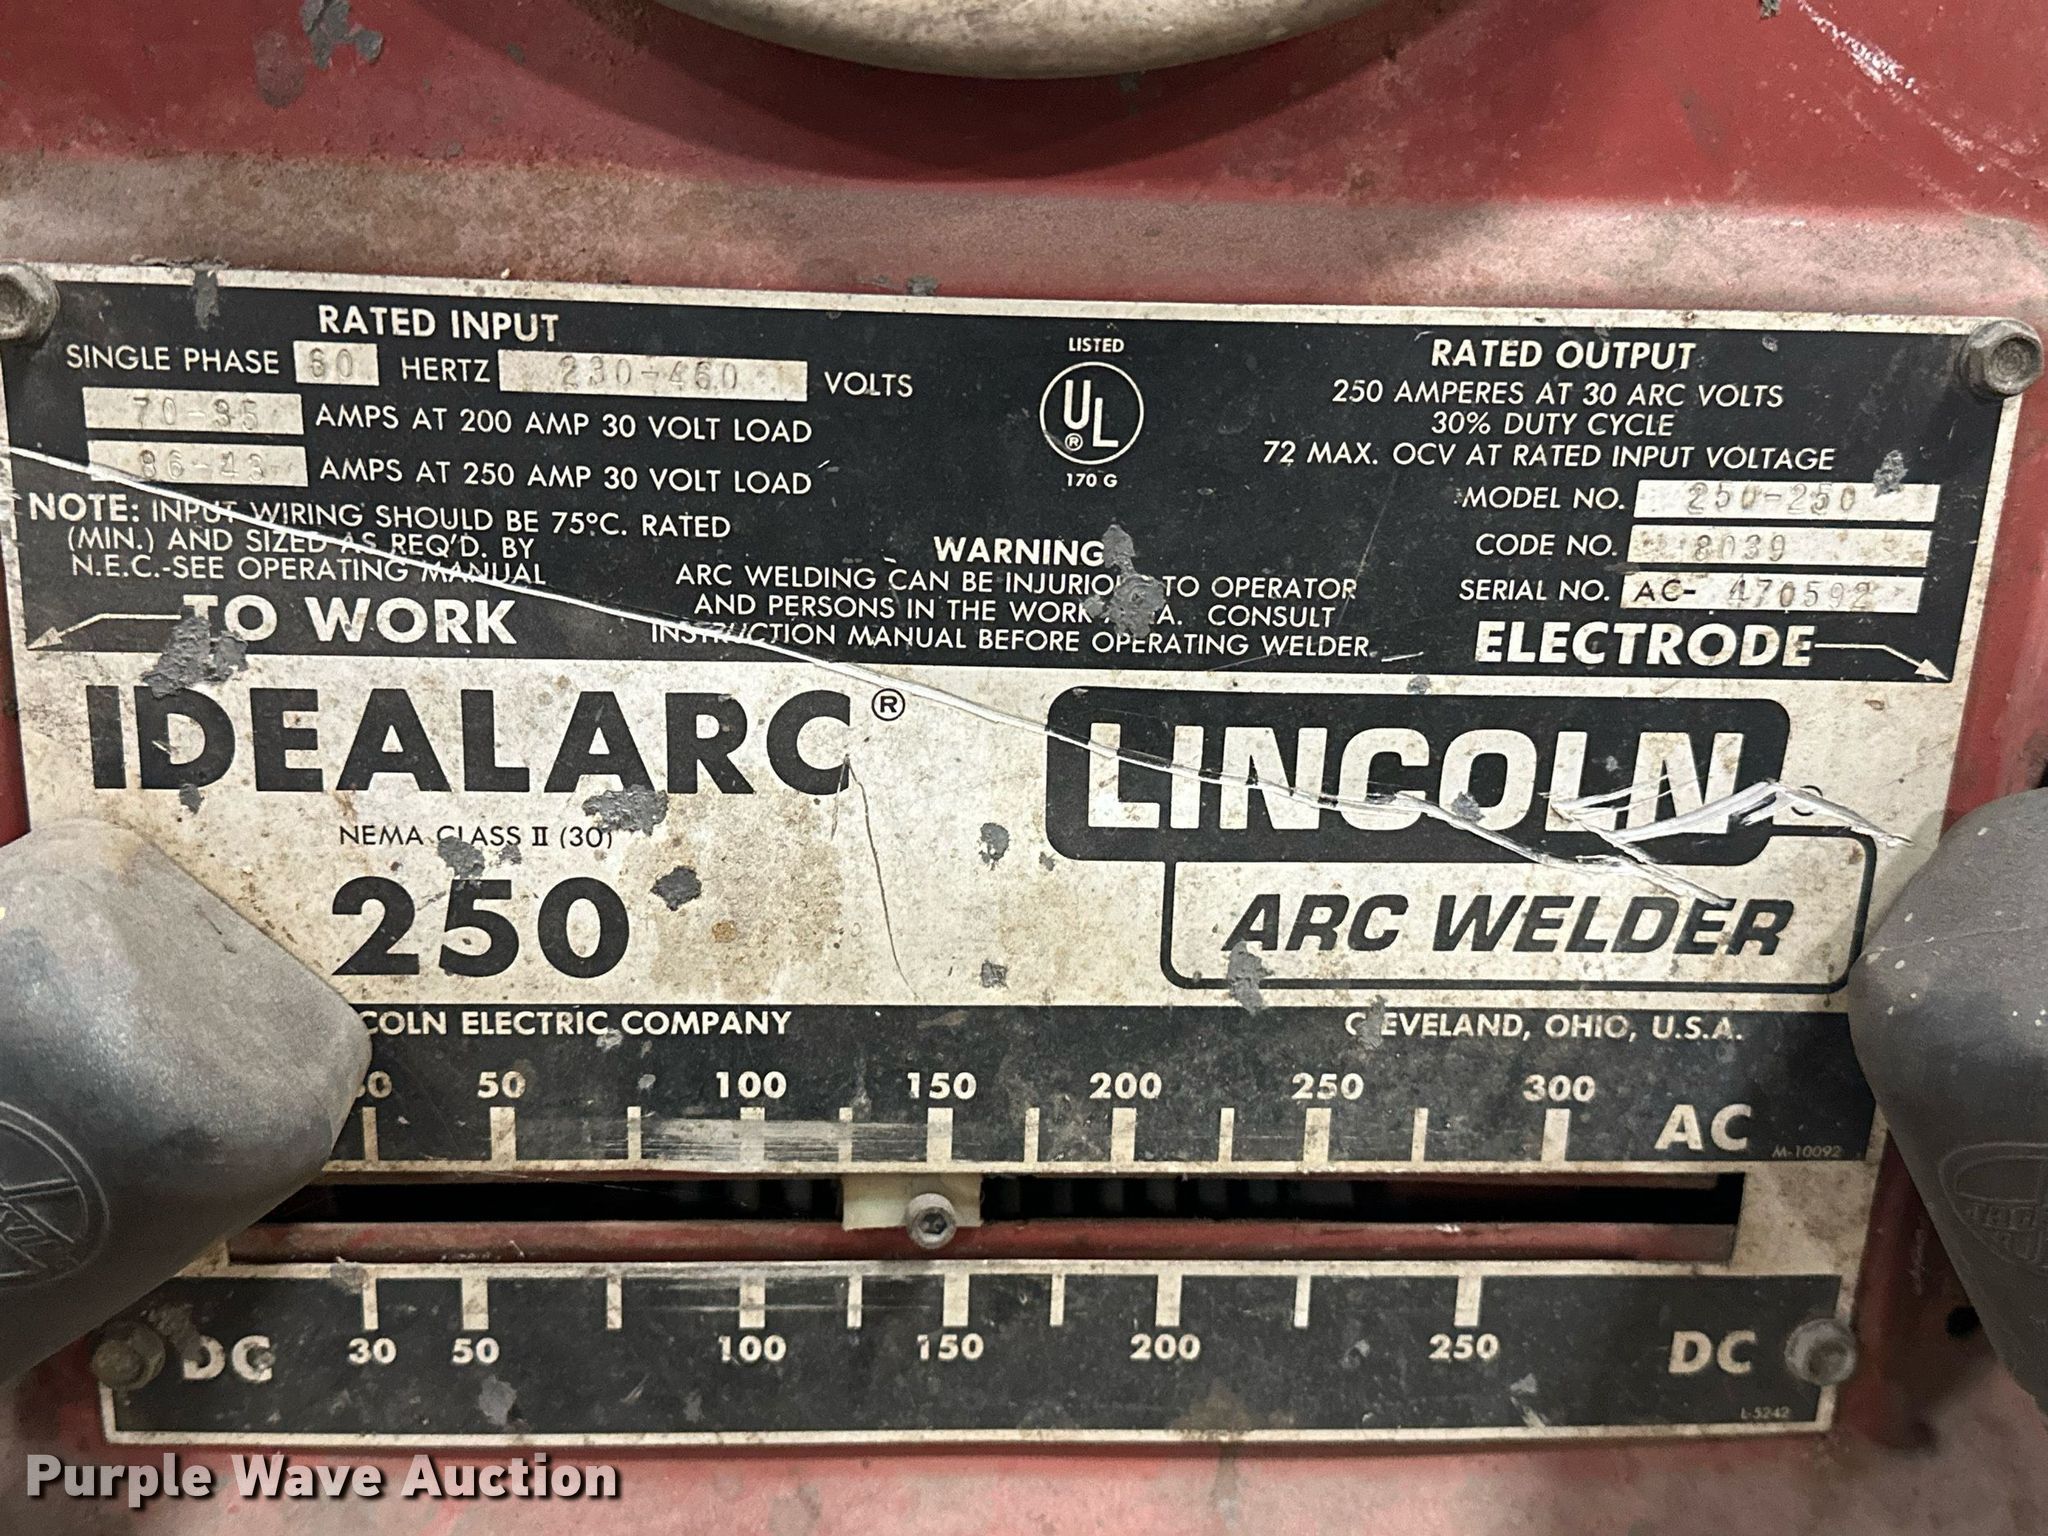 RATED INPUT
SINGLE PHASE 60 HERTZ 230-460 VOLTS
70-35 AMPS AT 200 AMP 30 VOLT LOAD
86-43 AMPS AT 250 AMP 30 VOLT LOAD
NOTE: INPUT WIRING SHOULD BE 75°C. RATED
(MIN.) AND SIZED AS REQ'D. BY
N.E.C.-SEE OPERATING MANUAL
TO WORK
LISTED
UL
®
170 G
WARNING
ARC WELDING CAN BE INJURIOUS TO OPERATOR
AND PERSONS IN THE WORK AREA. CONSULT
INSTRUCTION MANUAL BEFORE OPERATING WELDER.
RATED OUTPUT
250 AMPERES AT 30 ARC VOLTS
30% DUTY CYCLE
72 MAX. OCV AT RATED INPUT VOLTAGE
MODEL NO. 250-250
CODE NO. 8039
SERIAL NO. AC- 470592
ELECTRODE
IDEALARC®
NEMA CLASS II (30)
250
LINCOLN
ARC WELDER
COLN ELECTRIC COMPANY
CLEVELAND, OHIO, U.S.A.
50 100 150 200 250 300 AC
M-10092
DC 30 50 100 150 200 250 DC
L-5242
Purple Wave Auction